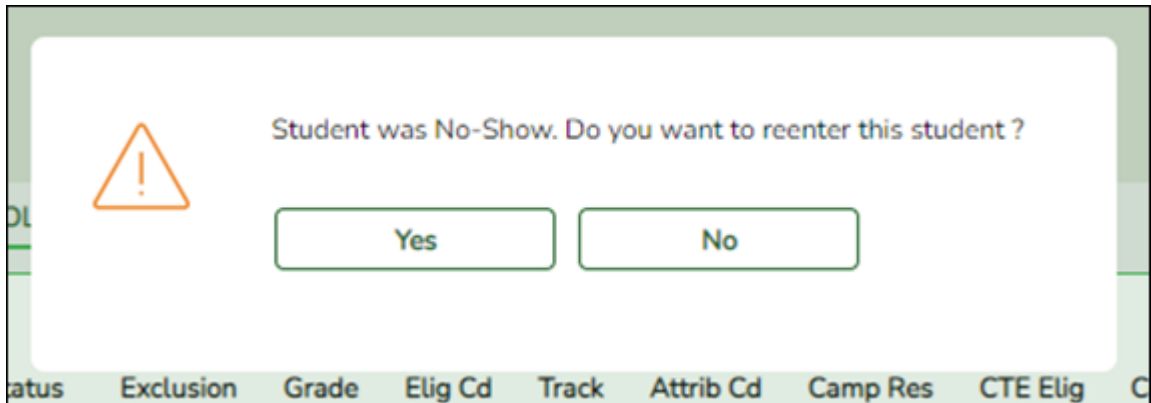 Student was No-Show. Do you want to reenter this student ?
Yes No
Exclusion Grade Elig Cd Track Attrib Cd Camp Res CTE Elig